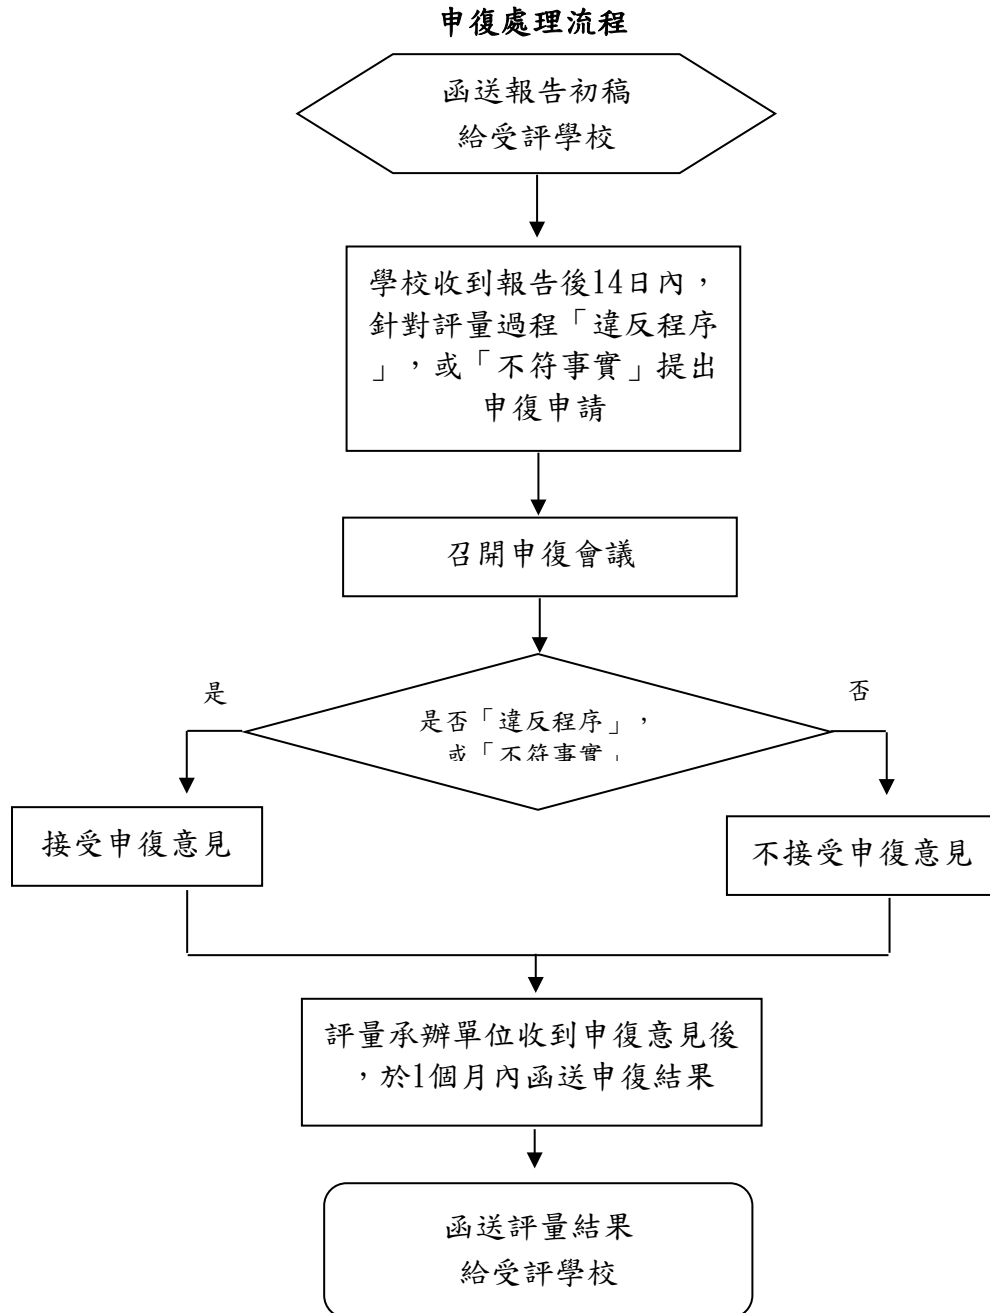 申復處理流程
函送報告初稿
給受評學校
學校收到報告後14日內，
針對評量過程「違反程序
」，或「不符事實」提出
申復申請
召開申復會議
是
否
是否「違反程序」，
或「不符事實」
接受申復意見
不接受申復意見
評量承辦單位收到申復意見後
，於1個月內函送申復結果
函送評量結果
給受評學校